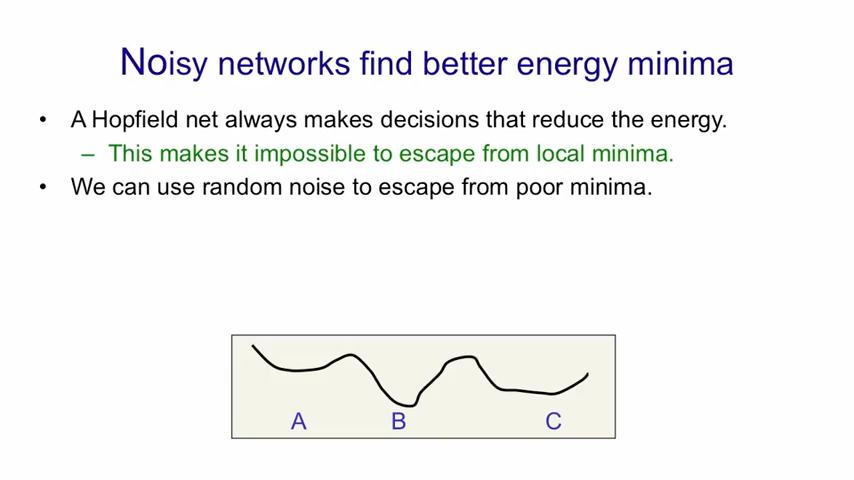 Noisy networks find better energy minima
• A Hopfield net always makes decisions that reduce the energy.
– This makes it impossible to escape from local minima.
• We can use random noise to escape from poor minima.
A B C